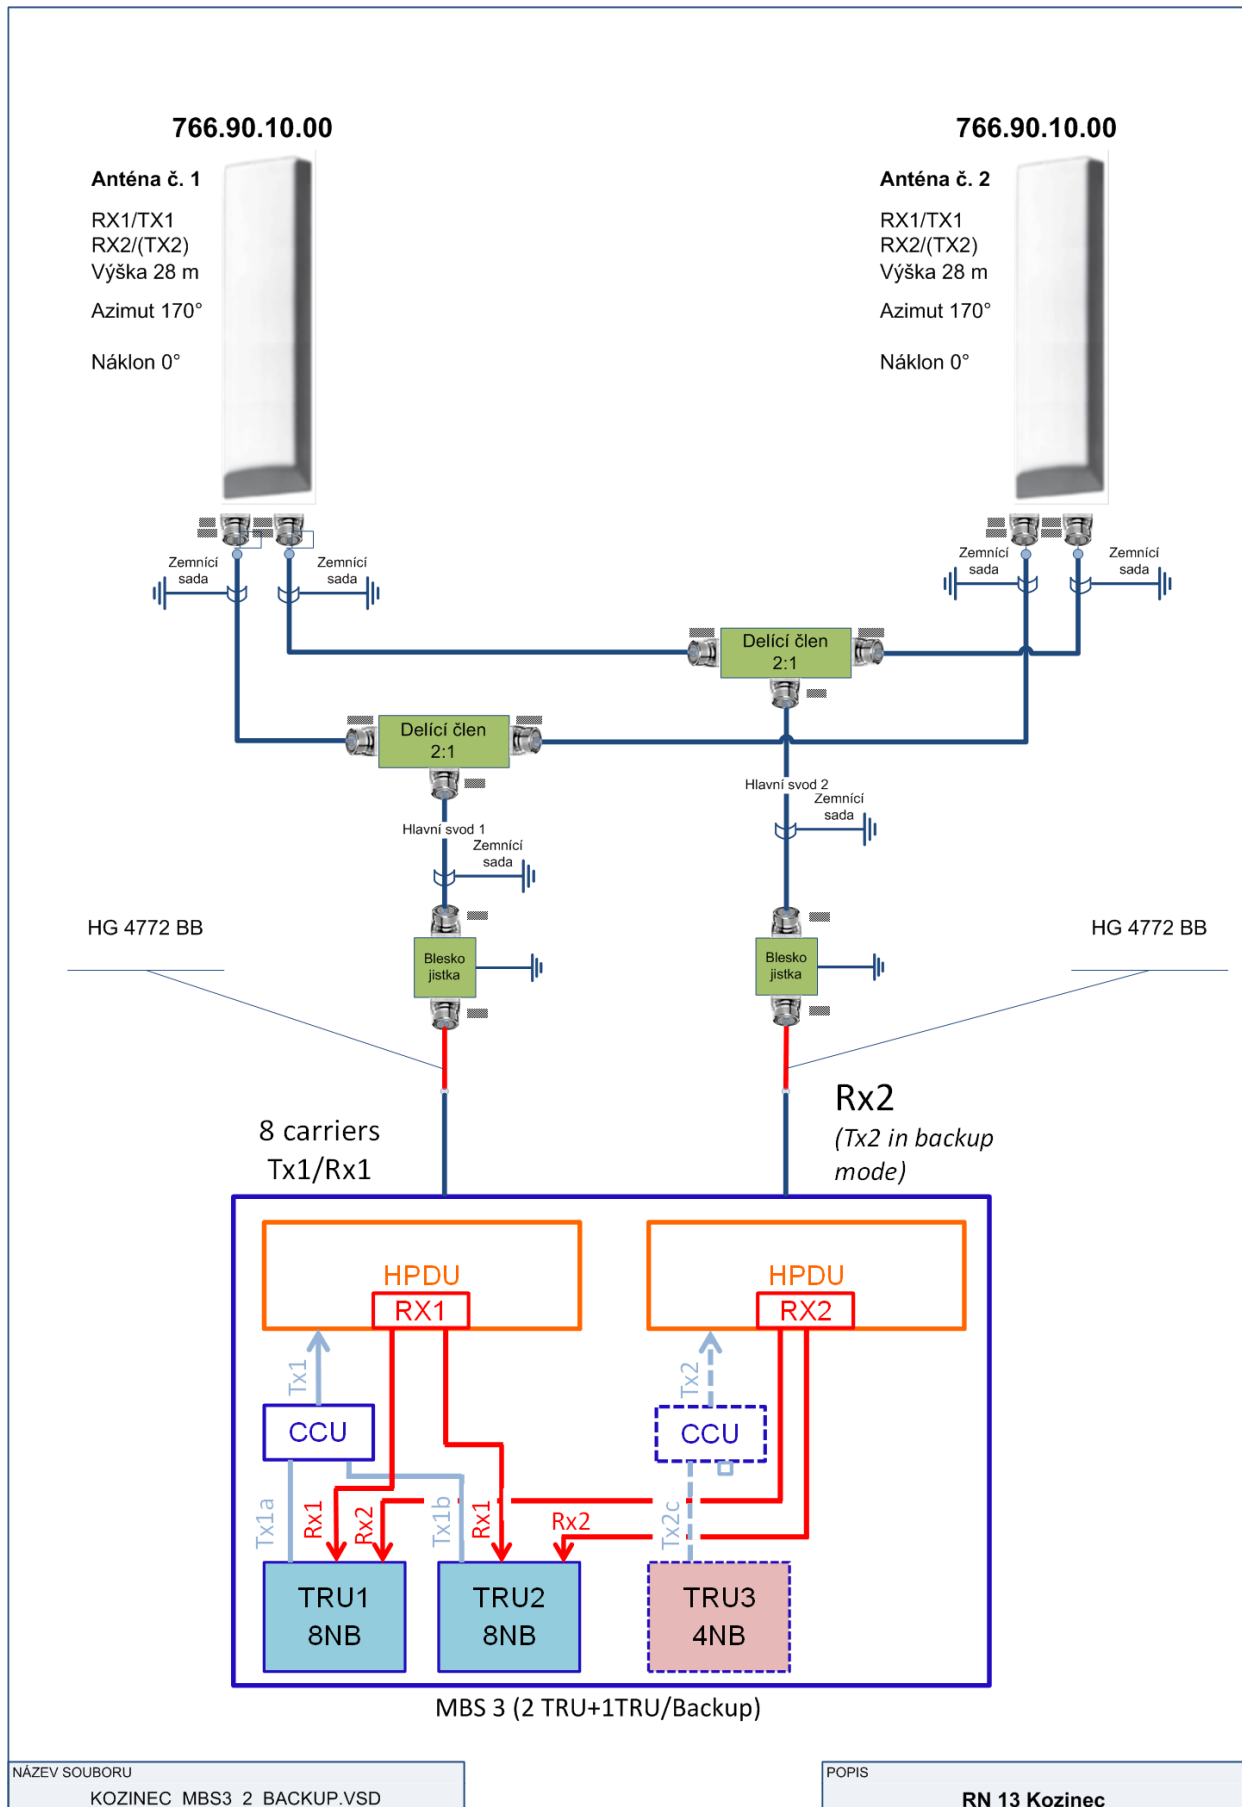 766.90.10.00
766.90.10.00
Anténa č. 1
RX1/TX1
RX2/(TX2)
Výška 28 m
Azimut 170°
Náklon 0°
Anténa č. 2
RX1/TX1
RX2/(TX2)
Výška 28 m
Azimut 170°
Náklon 0°
Zemnící
sada
Zemnící
sada
Zemnící
sada
Zemnící
sada
Delící člen
2:1
Delící člen
2:1
Hlavní svod 2
Zemnící
sada
Hlavní svod 1
Zemnící
sada
HG 4772 BB
HG 4772 BB
Blesko
jistka
Blesko
jistka
8 carriers
Tx1/Rx1
Rx2
(Tx2 in backup
mode)
HPDU
RX1
HPDU
RX2
Tx1
Tx2
CCU
CCU
Tx1a
Rx1
Rx2
Tx1b
Rx1
Rx2
Tx2c
TRU1
8NB
TRU2
8NB
TRU3
4NB
MBS 3 (2 TRU+1TRU/Backup)
NÁZEV SOUBORU
KOZINEC_MBS3_2_BACKUP.VSD
POPIS
RN 13 Kozinec